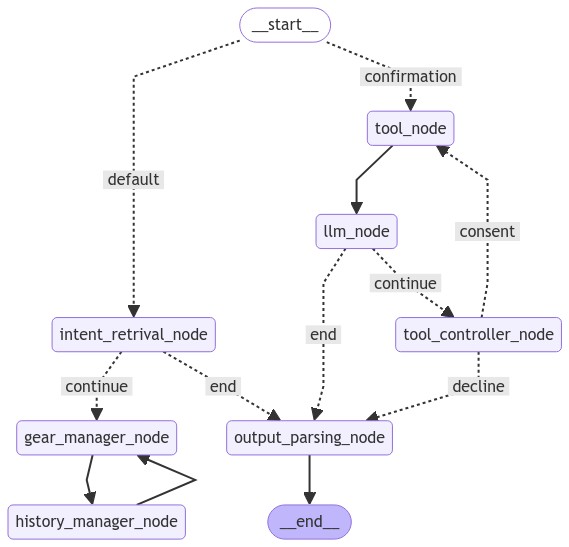 __start__
confirmation
tool_node
default
llm_node
consent
continue
intent_retrival_node
end
tool_controller_node
continue
end
decline
gear_manager_node
output_parsing_node
history_manager_node
__end__